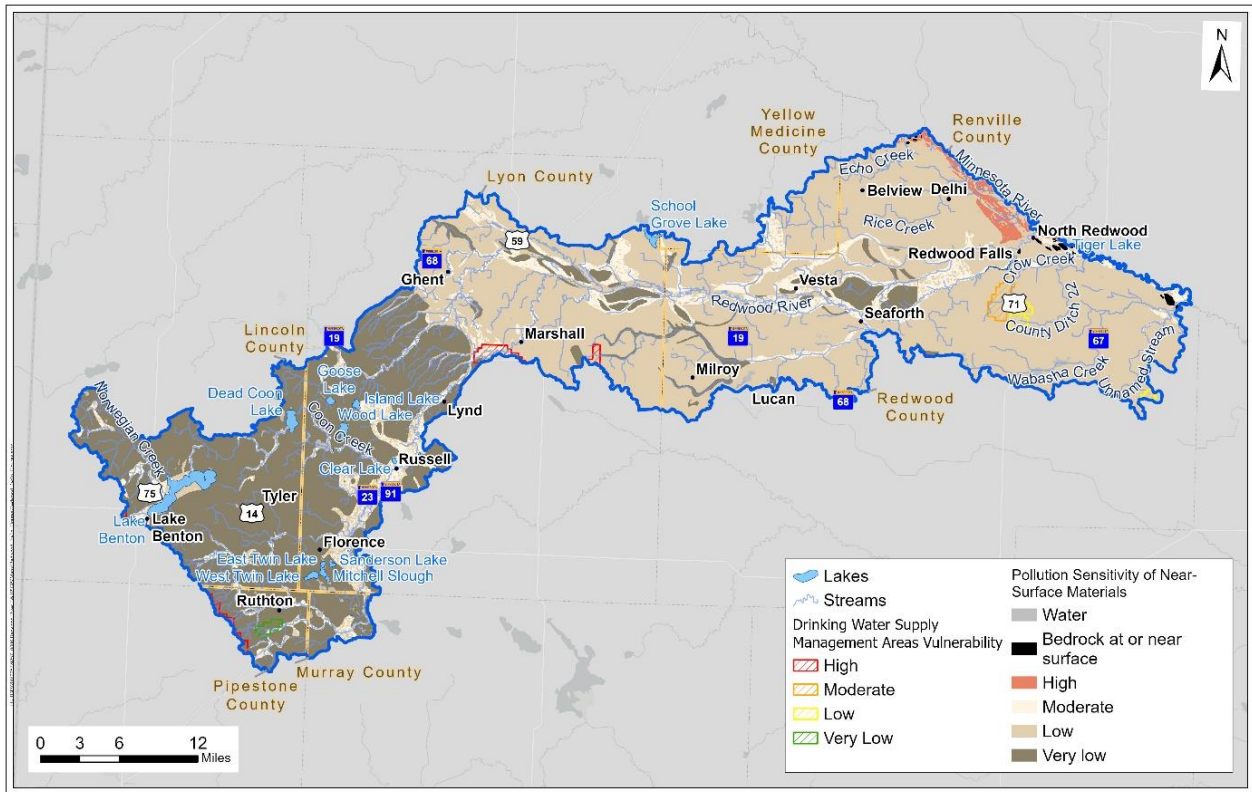 N
Yellow
Medicine
County
Renville
County
Echo Creek
Minnesota River
Lyon County
Belview
Delhi
School
Grove Lake
Rice Creek
North Redwood
59
Tiger Lake
Redwood Falls
68
Crow Creek
Ghent
Vesta
Redwood River
71
Seaforth
County Ditch 22
Lincoln
County
19
Marshall
19
67
Goose
Lake
Milroy
Wabasha Creek
Unnamed Stream
Dead Coon
Lake
Island Lake
Wood Lake
Lynd
Lucan
68
Redwood
County
Norwegian Creek
Coon Creek
Clear Lake
Russell
75
Tyler
14
23
91
Lake
Benton
Lake
Benton
Florence
East Twin Lake
West Twin Lake
Sanderson Lake
Mitchell Slough
Ruthton
Murray County
Pipestone
County
0 3 6 12
Miles
Lakes
Streams
Drinking Water Supply
Management Areas Vulnerability
High
Moderate
Low
Very Low
Pollution Sensitivity of Near-
Surface Materials
Water
Bedrock at or near
surface
High
Moderate
Low
Very low